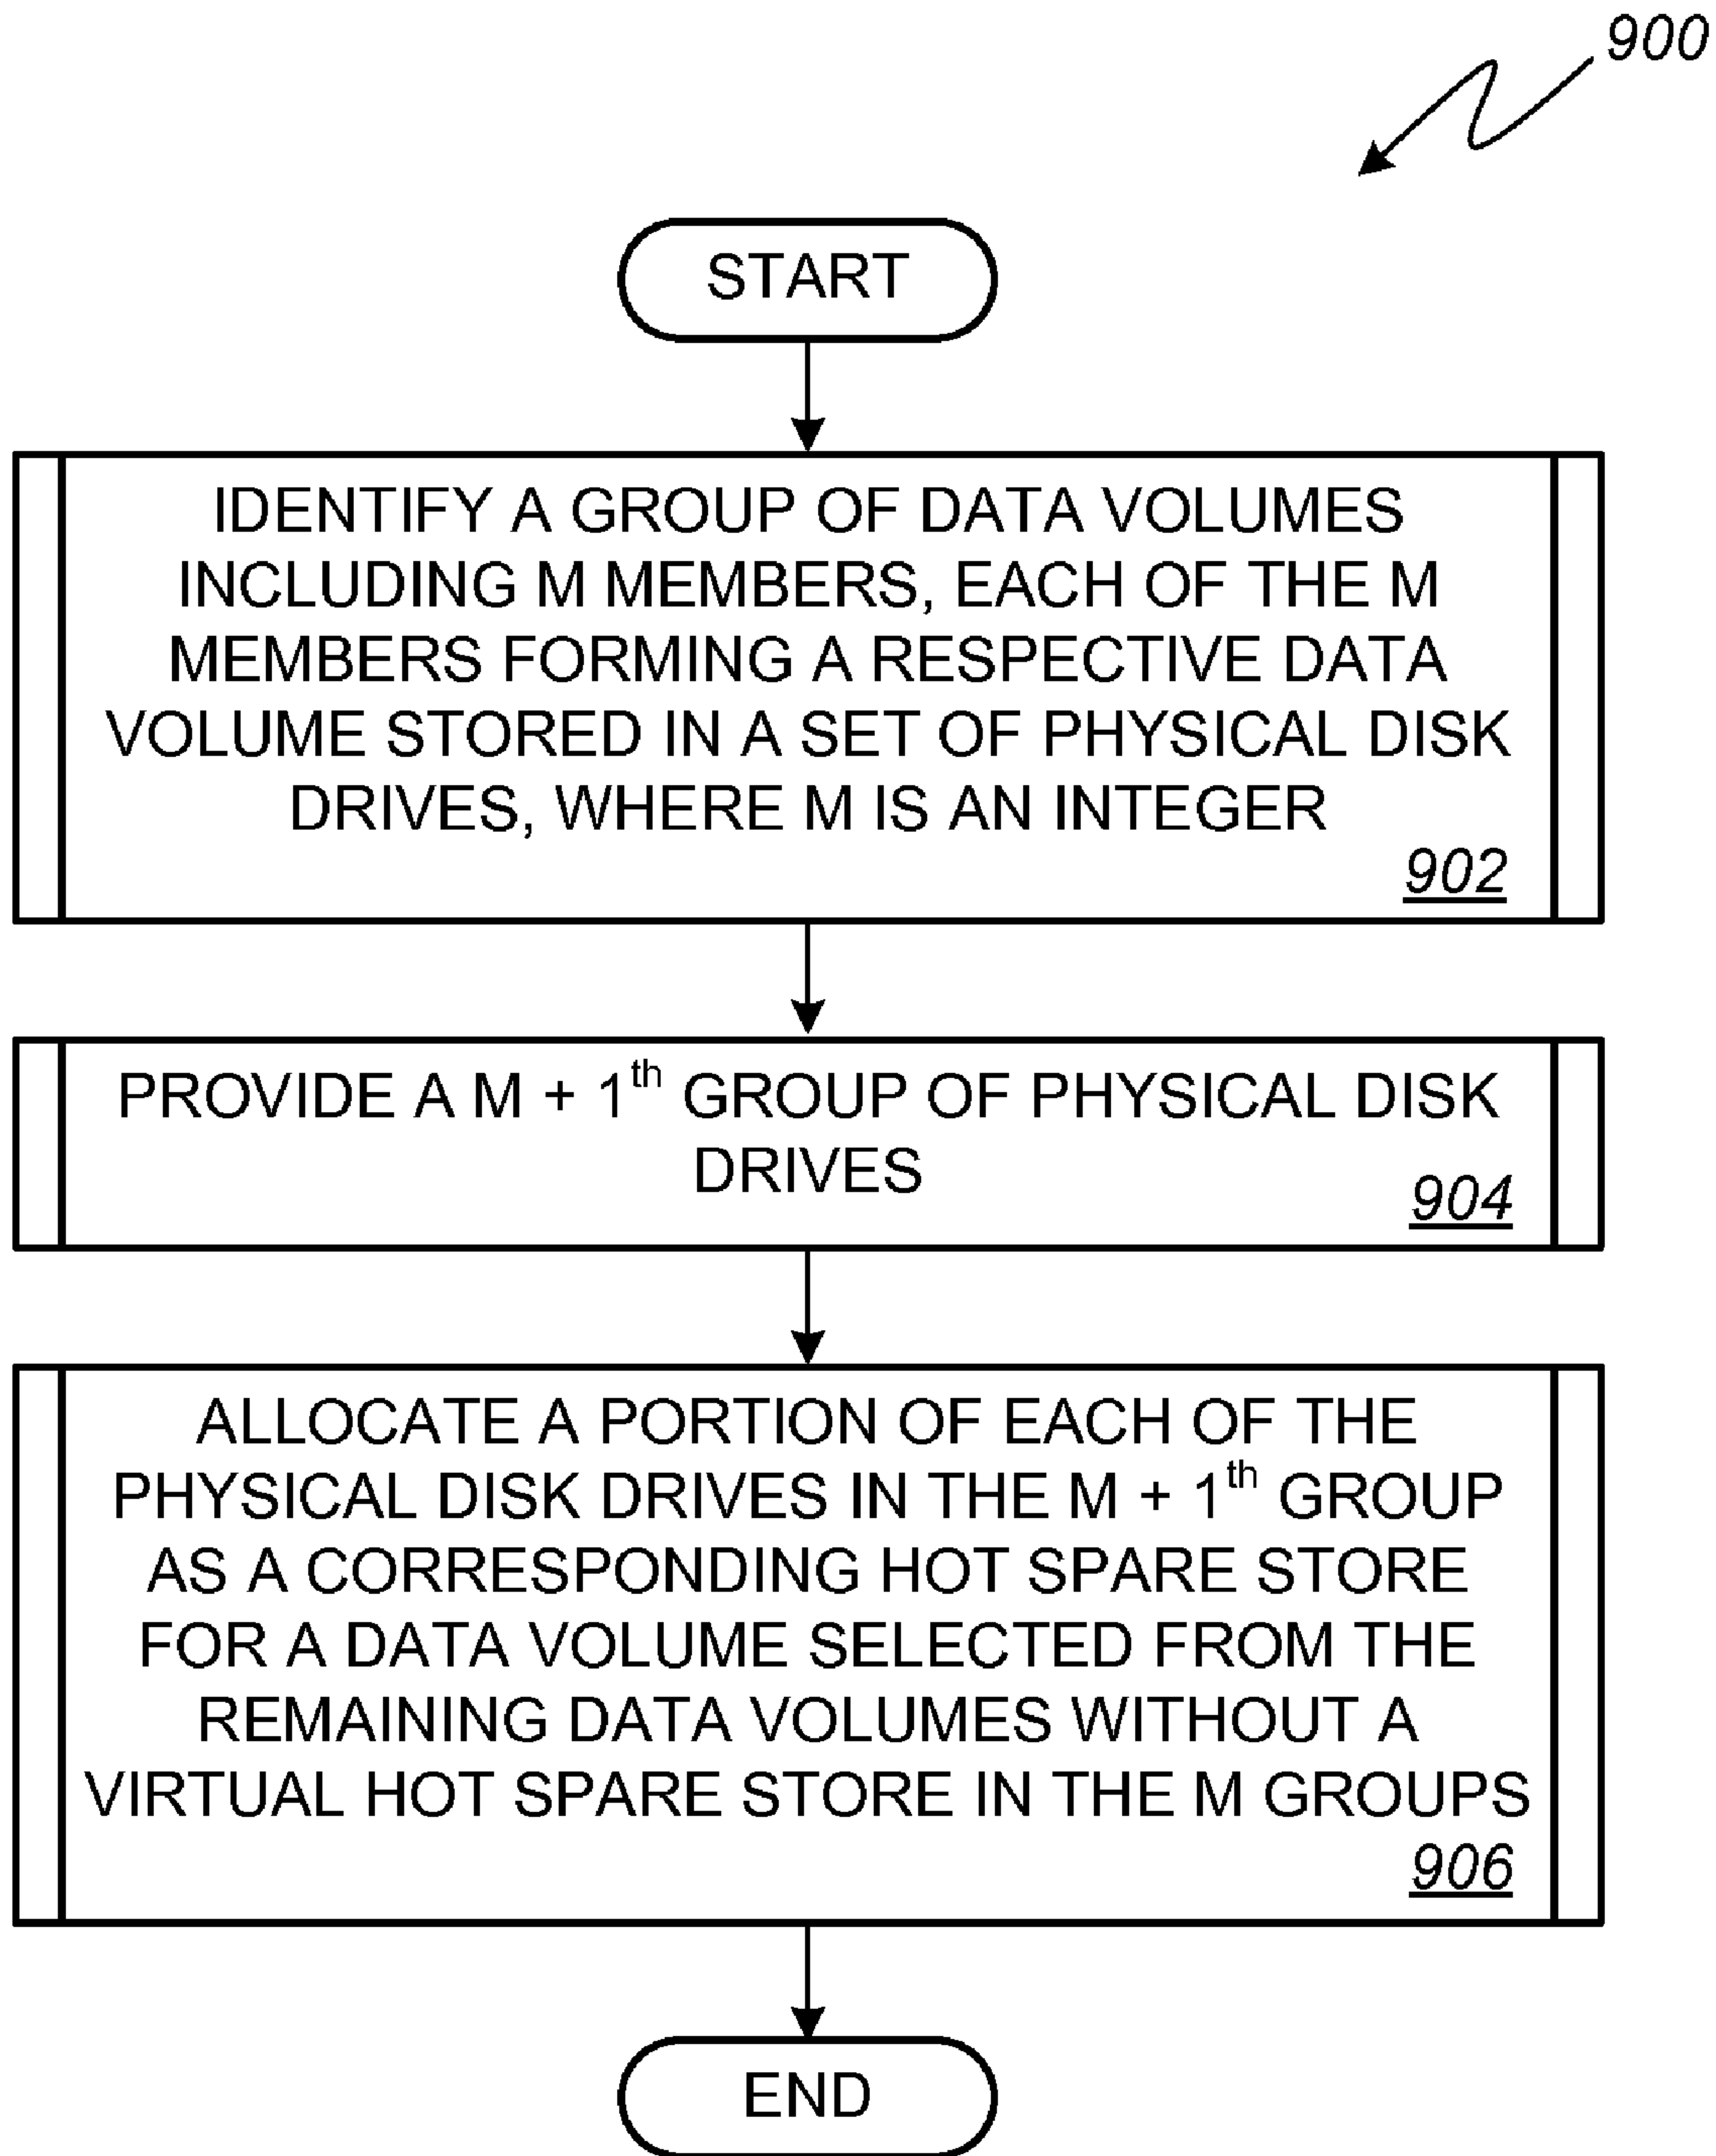 900
START
IDENTIFY A GROUP OF DATA VOLUMES
INCLUDING M MEMBERS, EACH OF THE M
MEMBERS FORMING A RESPECTIVE DATA
VOLUME STORED IN A SET OF PHYSICAL DISK
DRIVES, WHERE M IS AN INTEGER
902
PROVIDE A M + 1th GROUP OF PHYSICAL DISK
DRIVES
904
ALLOCATE A PORTION OF EACH OF THE
PHYSICAL DISK DRIVES IN THE M + 1th GROUP
AS A CORRESPONDING HOT SPARE STORE
FOR A DATA VOLUME SELECTED FROM THE
REMAINING DATA VOLUMES WITHOUT A
VIRTUAL HOT SPARE STORE IN THE M GROUPS
906
END